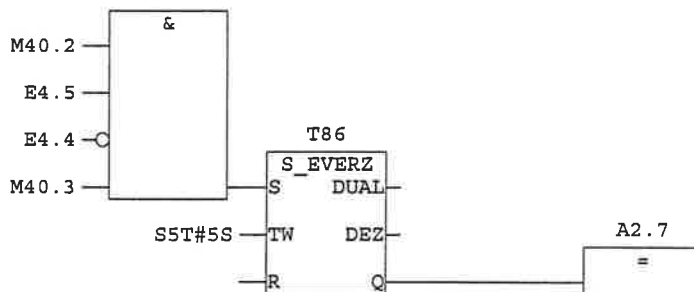 &
M40.2
E4.5
E4.4
M40.3
T86
S_EVERZ
S DUAL
S5T#5S TW DEZ
R Q
A2.7
=